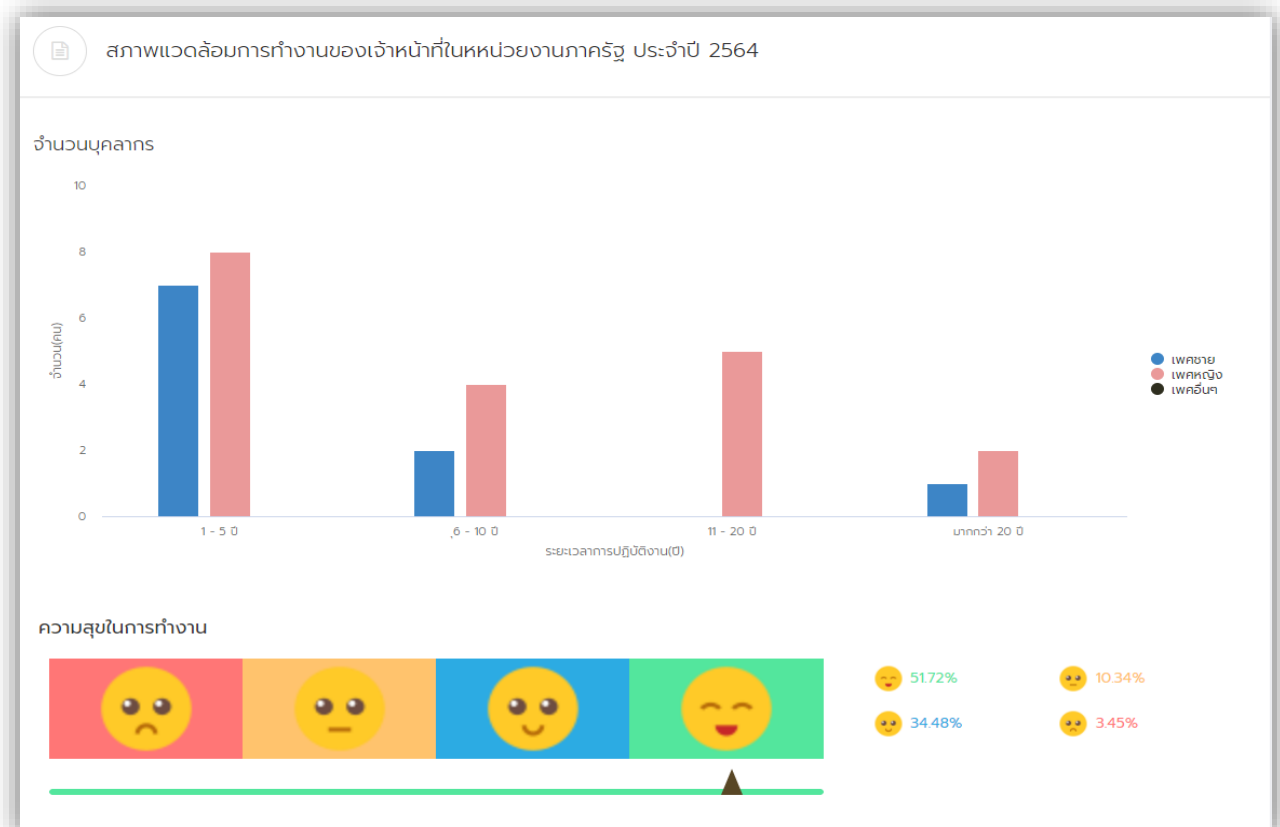 สภาพแวดล้อมการทำงานของเจ้าหน้าที่ในหหน่วยงานภาครัฐ ประจำปี 2564
จำนวนบุคลากร
10
8
6
4
2
0
จำนวน(คน)
1 - 5 ปี
ุ6 - 10 ปี
11 - 20 ปี
มากกว่า 20 ปี
ระยะเวลาการปฏิบัติงาน(ปี)
เพศชาย
เพศหญิง
เพศอื่นๆ
ความสุขในการทำงาน
51.72%
10.34%
34.48%
3.45%